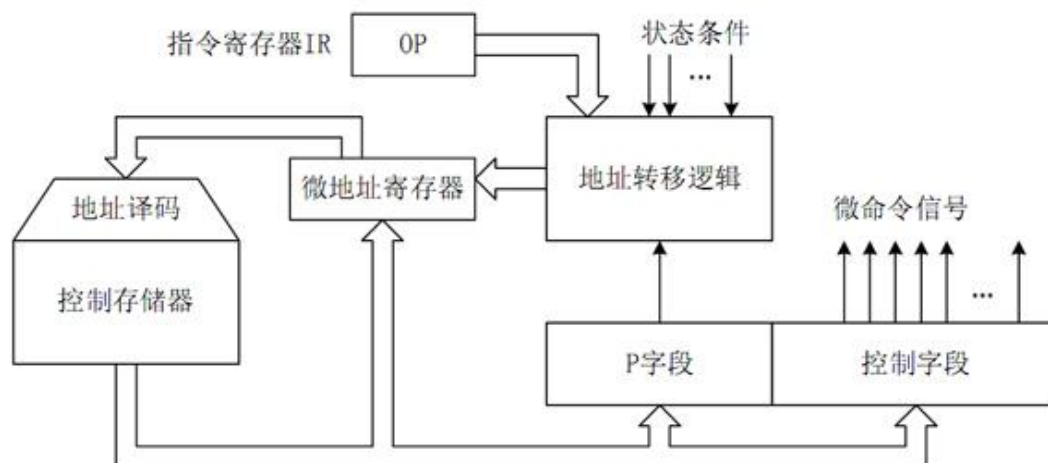 指令寄存器IR
OP
状态条件
...
微地址寄存器
地址转移逻辑
地址译码
微命令信号
控制存储器
...
P字段
控制字段